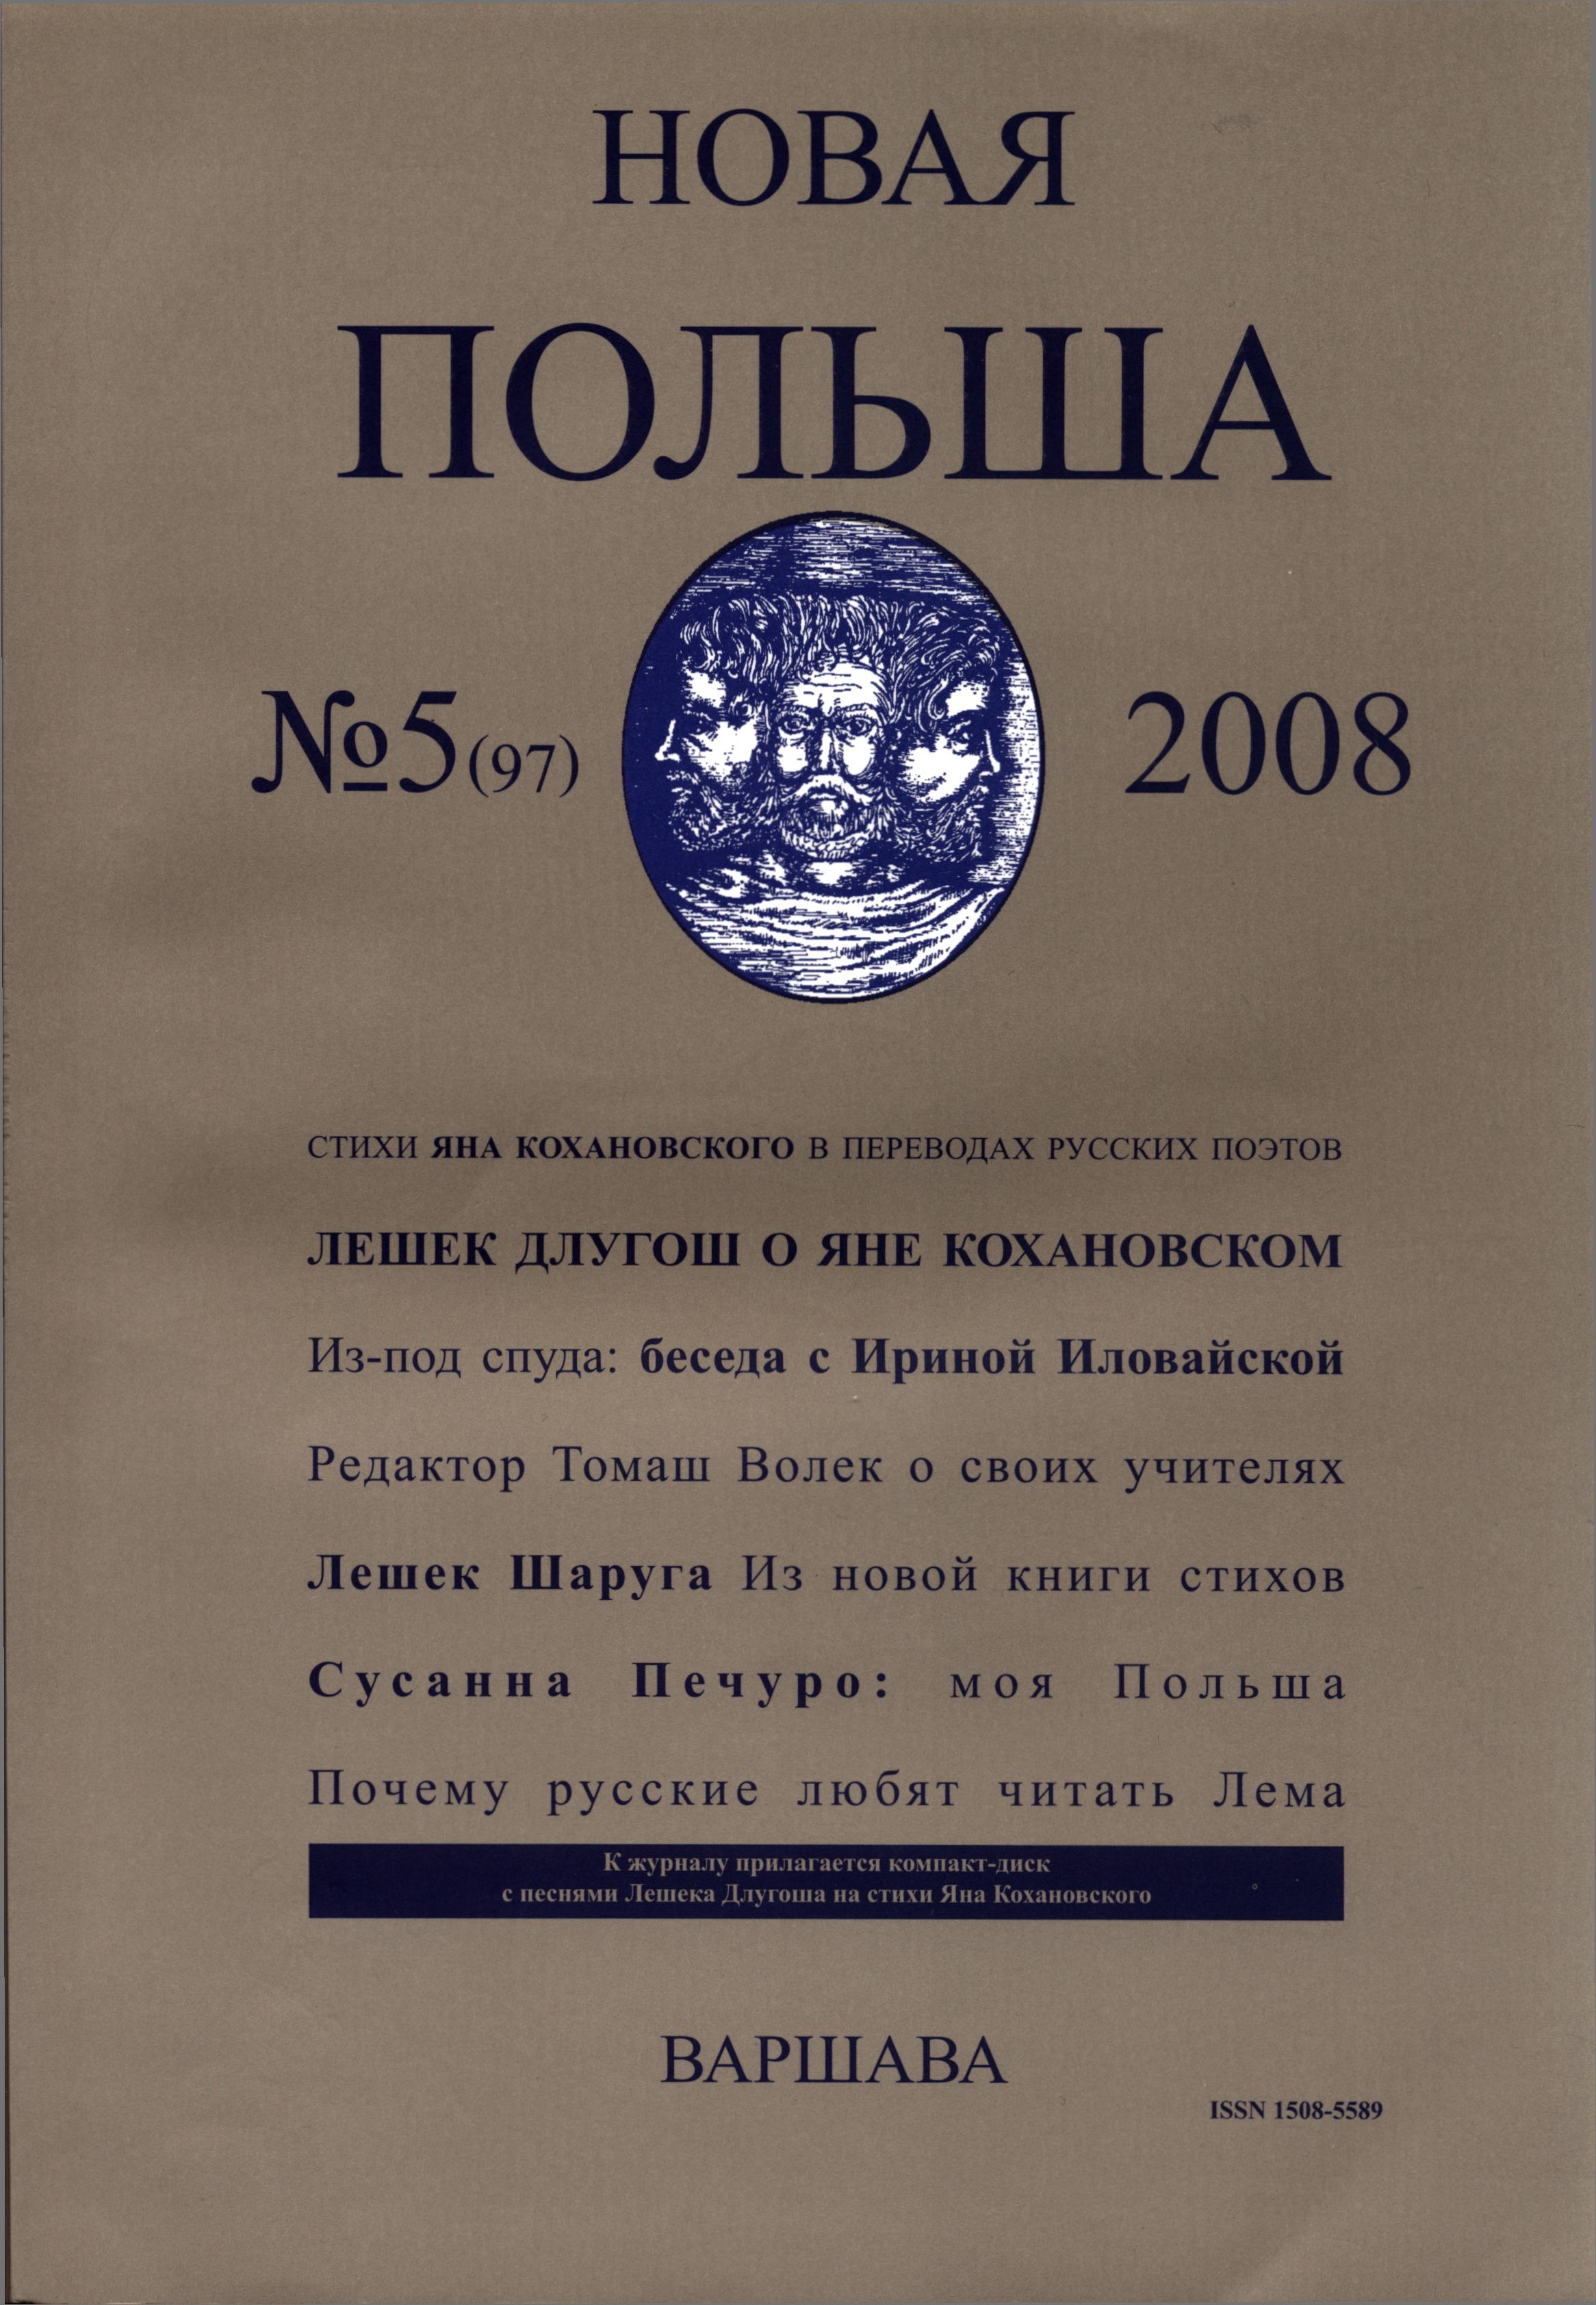 НОВАЯ
ПОЛЬША
№5(97)
2008
СТИХИ ЯНА КОХАНОВСКОГО В ПЕРЕВОДАХ РУССКИХ ПОЭТОВ
ЛЕШЕК ДЛУГОШ О ЯНЕ КОХАНОВСКОМ
Из-под спуда: беседа с Ириной Иловайской
Редактор Томаш Волек о своих учителях
Лешек Шаруга Из новой книги стихов
Сусанна Печуро: моя Польша
Почему русские любят читать Лема
К журналу прилагается компакт-диск
с песнями Лешека Длугоша на стихи Яна Кохановского
ВАРШАВА
ISSN 1508-5589